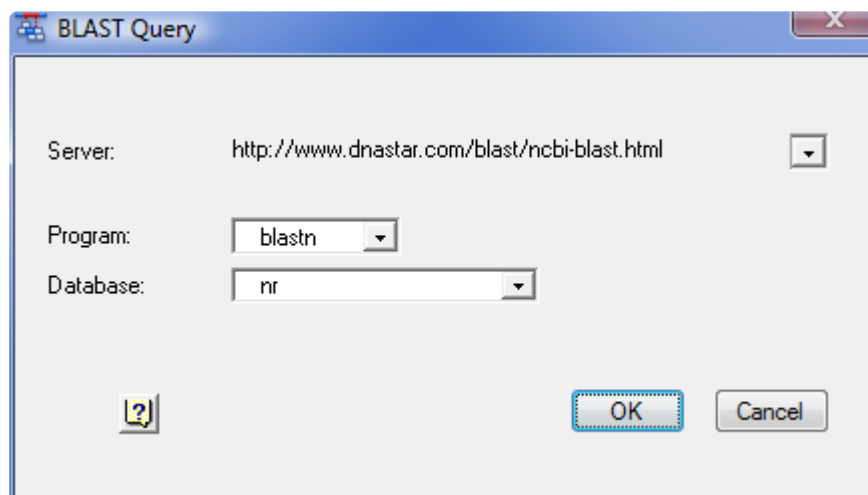 BLAST Query
Server: http://www.dnastar.com/blast/ncbi-blast.html
Program: blastn
Database: nr
OK Cancel